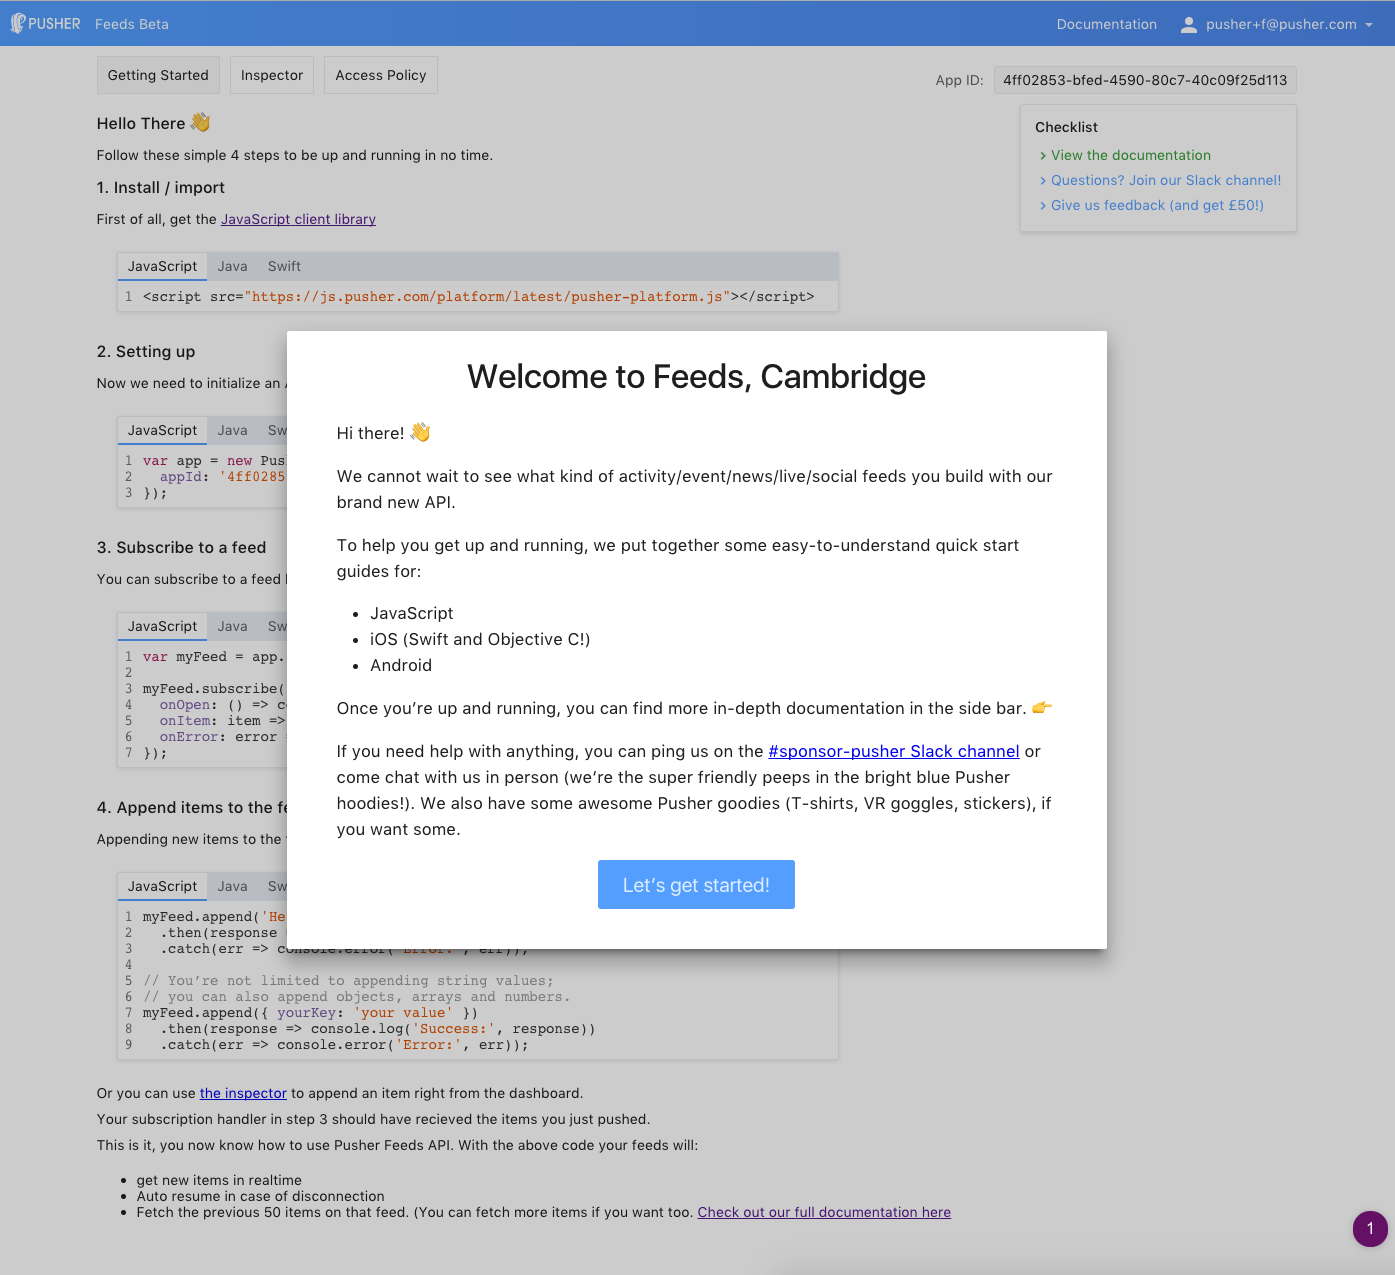 PUSHER Feeds Beta Documentation pusher+f@pusher.com
Getting Started Inspector Access Policy App ID: 4ff02853-bfed-4590-80c7-40c09f25d113
Hello There 👋
Follow these simple 4 steps to be up and running in no time.
1. Install / import
First of all, get the JavaScript client library
Checklist
› View the documentation
› Questions? Join our Slack channel!
› Give us feedback (and get £50!)
JavaScript Java Swift
1 <script src="https://js.pusher.com/platform/latest/pusher-platform.js"></script>
2. Setting up
Now we need to initialize an
JavaScript Java Sw
1 var app = new Pus
2 appId: '4ff0285
3 });
3. Subscribe to a feed
You can subscribe to a feed
JavaScript Java Sw
1 var myFeed = app.
2
3 myFeed.subscribe(
4 onOpen: () => c
5 onItem: item =>
6 onError: error
7 });
4. Append items to the fe
Appending new items to the
JavaScript Java Sw
1 myFeed.append('He
2 .then(response
3 .catch(err => console.error('Error:', err));
4
5 // You’re not limited to appending string values;
6 // you can also append objects, arrays and numbers.
7 myFeed.append({ yourKey: 'your value' })
8 .then(response => console.log('Success:', response))
9 .catch(err => console.error('Error:', err));
Or you can use the inspector to append an item right from the dashboard.
Your subscription handler in step 3 should have recieved the items you just pushed.
This is it, you now know how to use Pusher Feeds API. With the above code your feeds will:
• get new items in realtime
• Auto resume in case of disconnection
• Fetch the previous 50 items on that feed. (You can fetch more items if you want too. Check out our full documentation here
1
Welcome to Feeds, Cambridge
Hi there! 👋
We cannot wait to see what kind of activity/event/news/live/social feeds you build with our
brand new API.
To help you get up and running, we put together some easy-to-understand quick start
guides for:
• JavaScript
• iOS (Swift and Objective C!)
• Android
Once you’re up and running, you can find more in-depth documentation in the side bar. 👉
If you need help with anything, you can ping us on the #sponsor-pusher Slack channel or
come chat with us in person (we’re the super friendly peeps in the bright blue Pusher
hoodies!). We also have some awesome Pusher goodies (T-shirts, VR goggles, stickers), if
you want some.
Let’s get started!